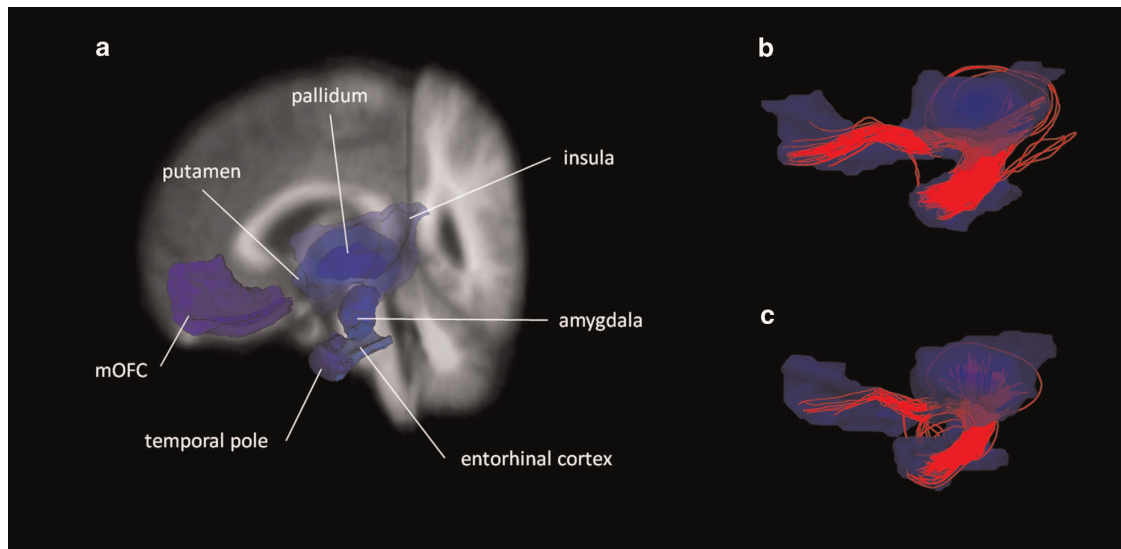 a
b
pallidum
insula
putamen
amygdala
c
mOFC
temporal pole
entorhinal cortex